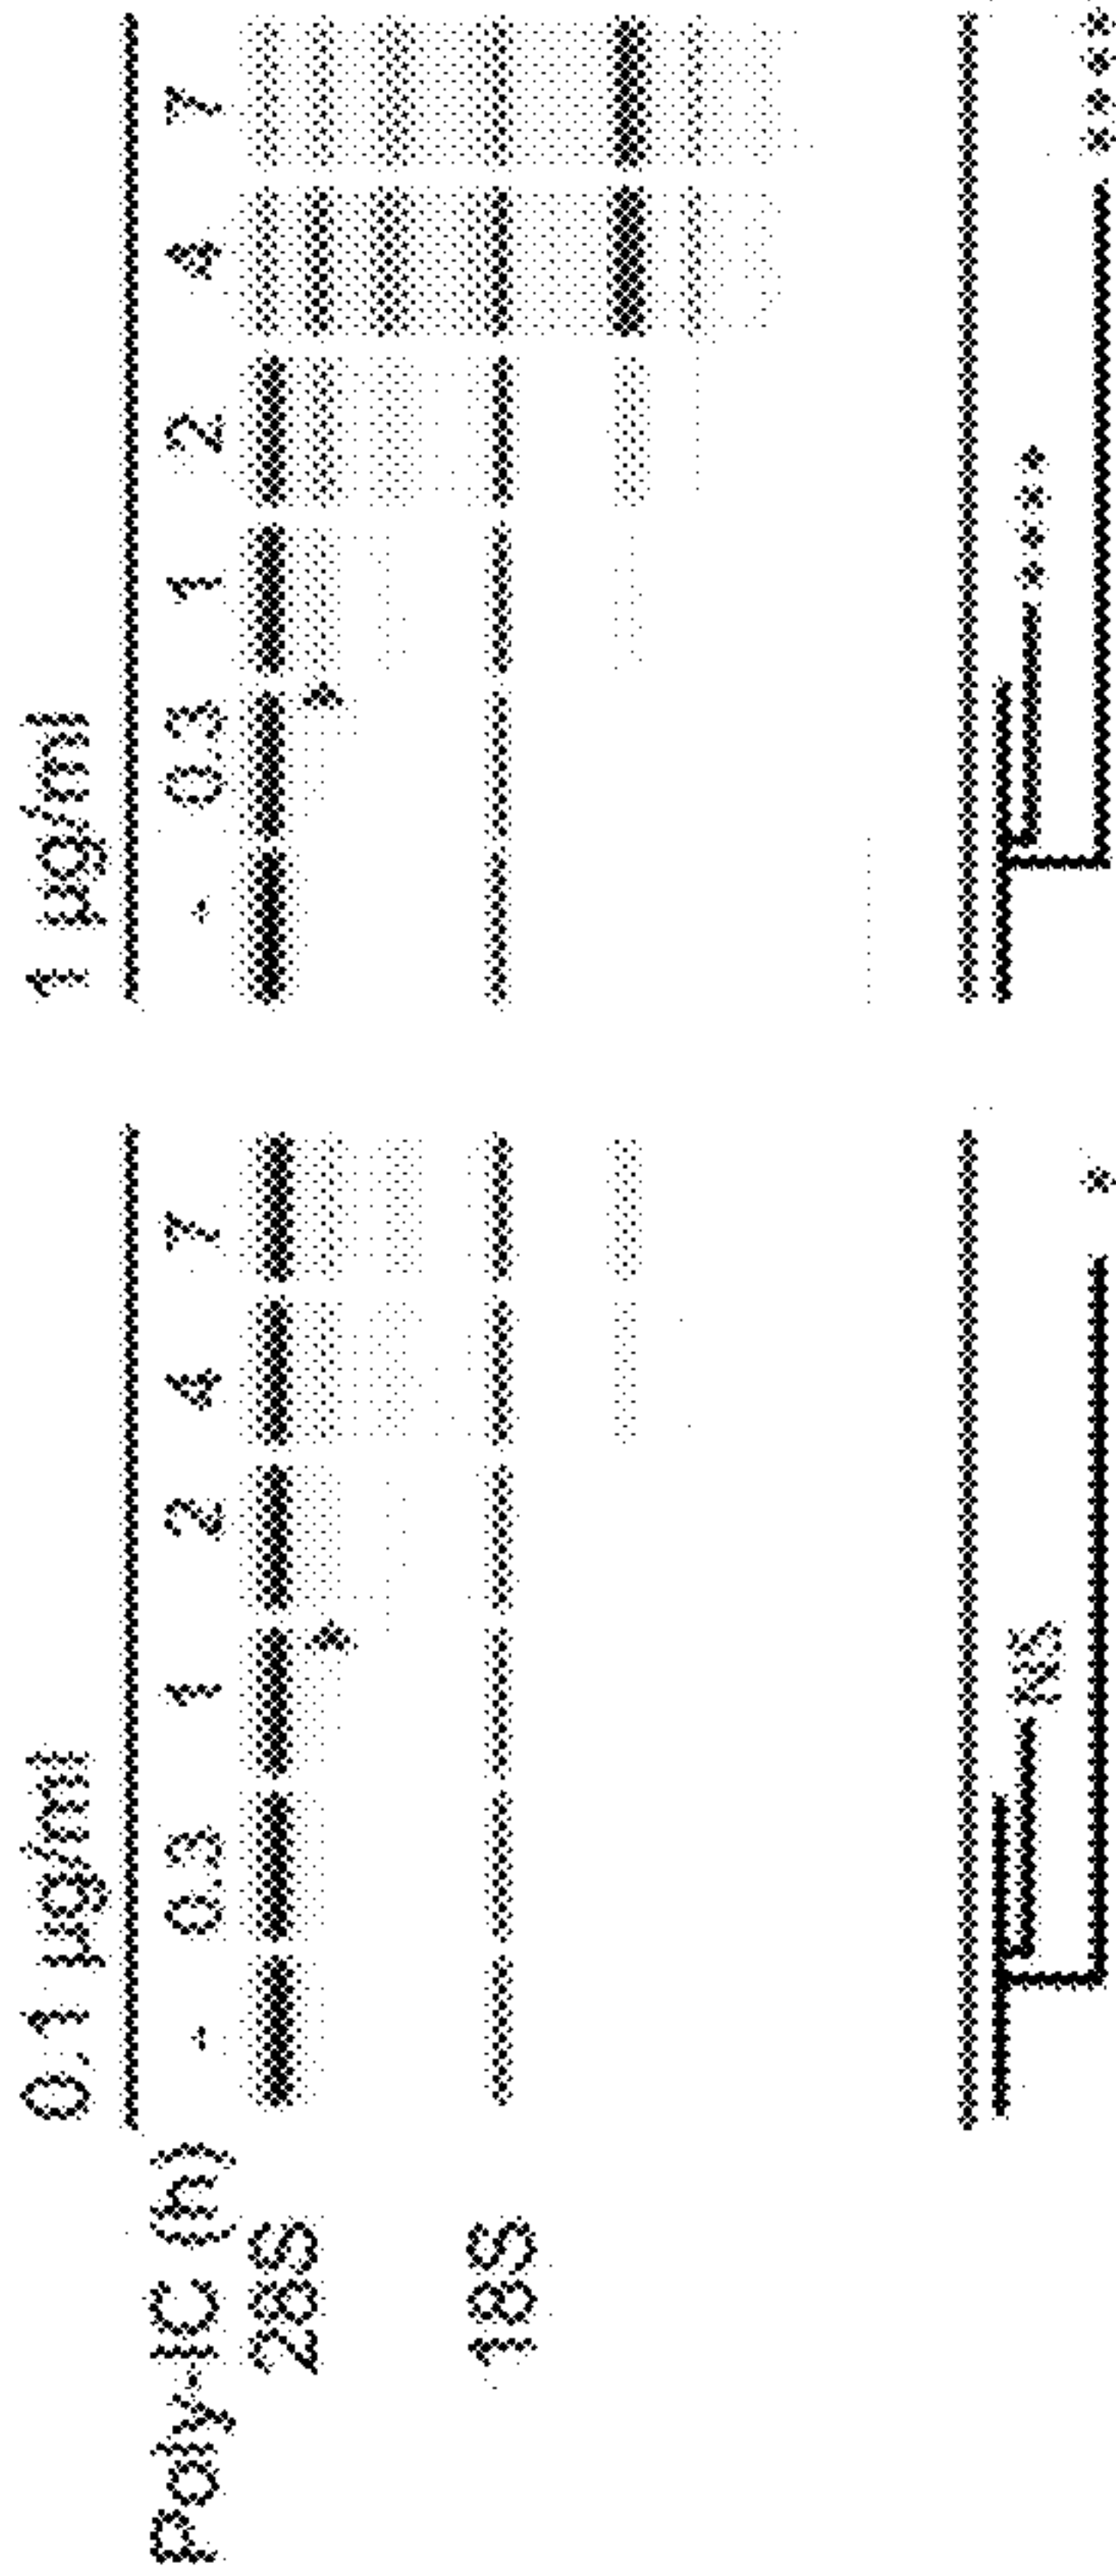 0.1 µg/ml 1 µg/ml
Poly-IC (h) - 0.3 1 2 4 7 - 0.3 1 2 4 7
28S
18S
NS ****
* ****